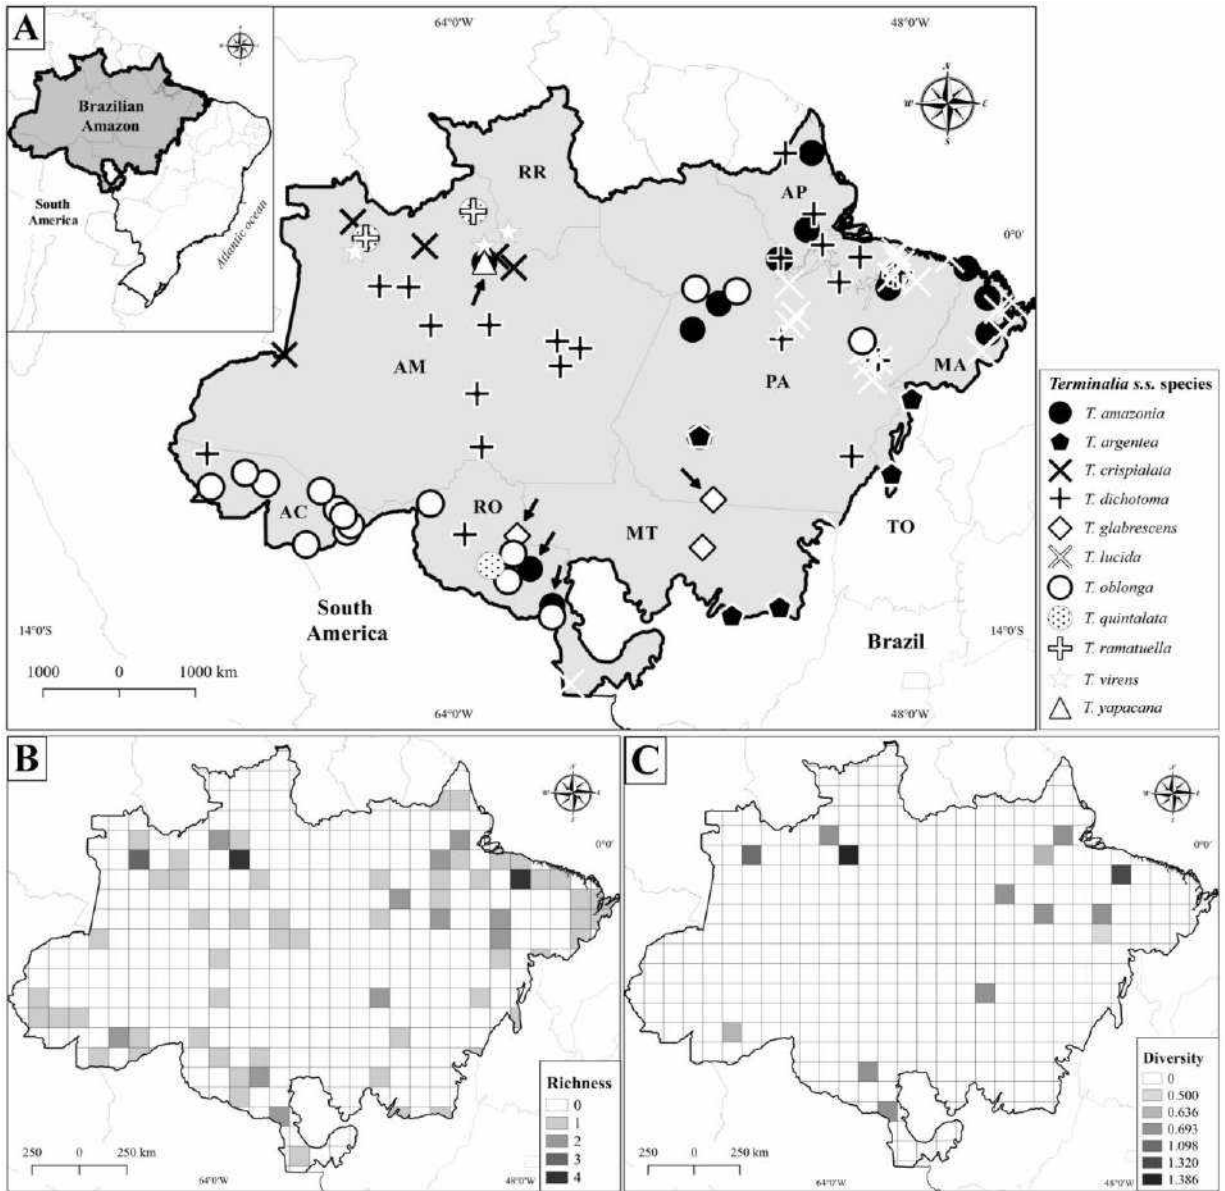 A
64°0'W
48°0'W
Brazilian
Amazon
South
America
Atlantic ocean
N
W
E
S
RR
AP
0°0'
AM
PA
MA
AC
RO
MT
TO
South
America
Brazil
14°0'S
14°0'S
1000 0 1000 km
64°0'W
48°0'W
Terminalia s.s. species
T. amazonia
T. argentea
T. crispialata
T. dichotoma
T. glabrescens
T. lucida
T. oblonga
T. quintalata
T. ramatuella
T. virens
T. yapacana
B
0°0'
Richness
0
1
2
3
4
250 0 250 km
64°0'W
48°0'W
C
0°0'
Diversity
0
0.500
0.636
0.693
1.098
1.320
1.386
250 0 250 km
64°0'W
48°0'W